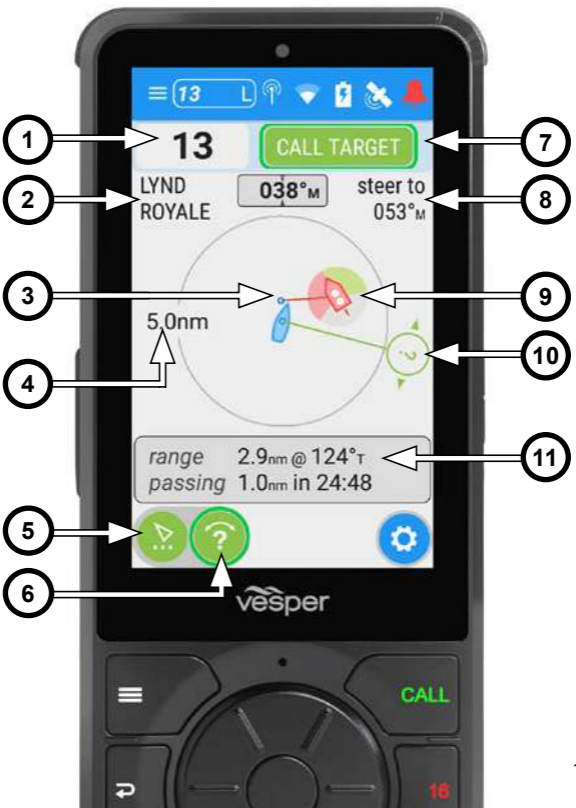 13 L
1
13
CALL TARGET
7
2
LYND
ROYALE
038°M
steer to
053°M
8
3
9
5.0nm
4
?
10
range 2.9nm @ 124°T
passing 1.0nm in 24:48
11
5
?
6
vesper
CALL
16